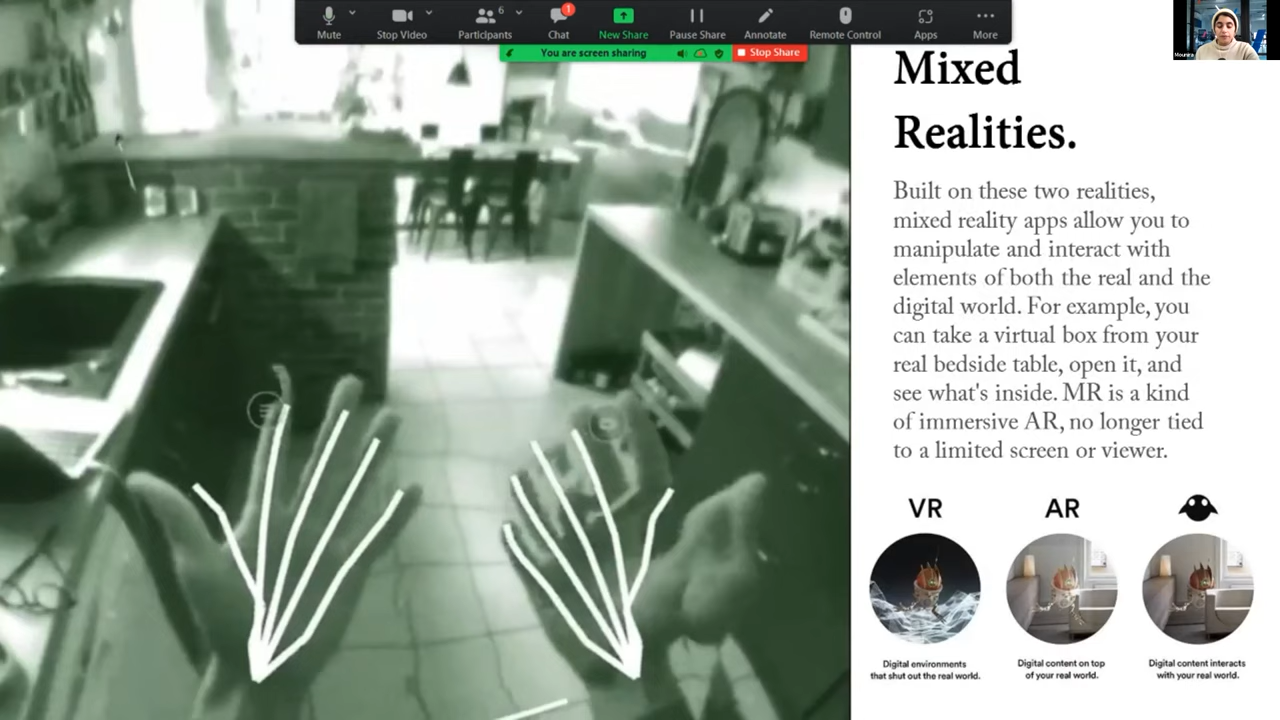 Mute
Stop Video
6
Participants
1
Chat
New Share
Pause Share
Annotate
Remote Control
Apps
More
You are screen sharing
Stop Share
Mounira
Mixed
Realities.
Built on these two realities,
mixed reality apps allow you to
manipulate and interact with
elements of both the real and the
digital world. For example, you
can take a virtual box from your
real bedside table, open it, and
see what's inside. MR is a kind
of immersive AR, no longer tied
to a limited screen or viewer.
VR
AR
Digital environments
that shut out the real world.
Digital content on top
of your real world.
Digital content interacts
with your real world.